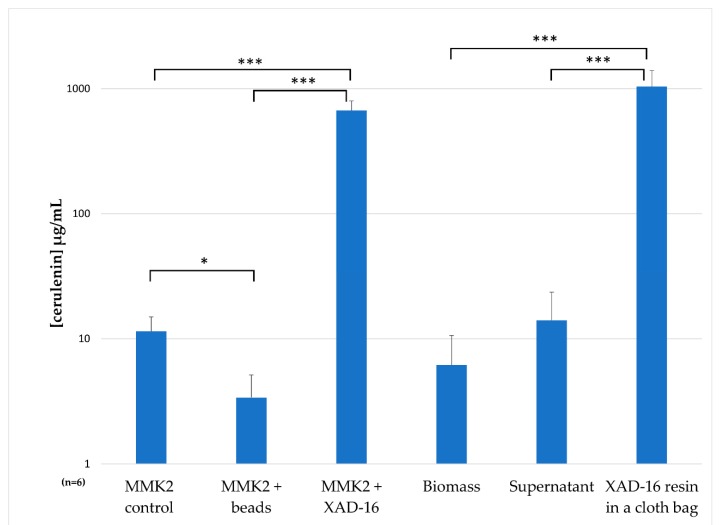 ***
***
***
***
1000
100
*
10
1
[cerulenin] µg/mL
(n=6)
MMK2
control
MMK2 +
beads
MMK2 +
XAD-16
Biomass
Supernatant
XAD-16 resin
in a cloth bag